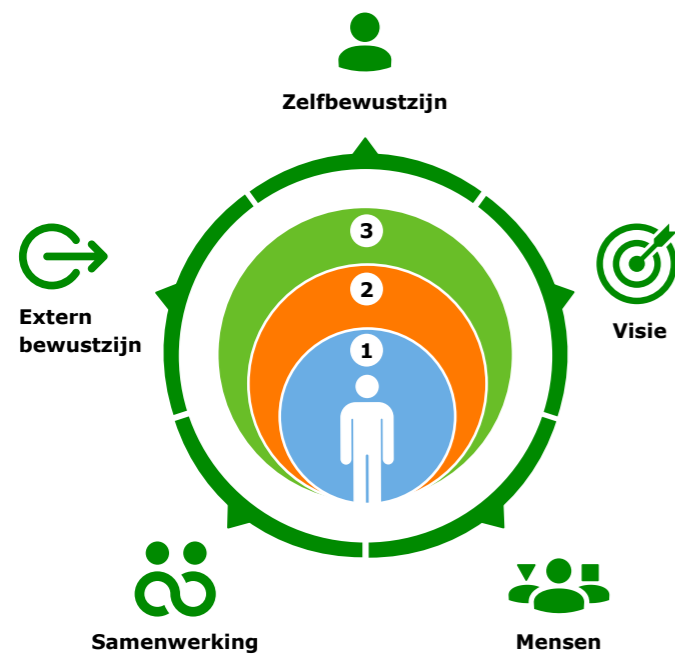 Zelfbewustzijn
3
2
1
Extern
bewustzijn
Visie
Samenwerking
Mensen